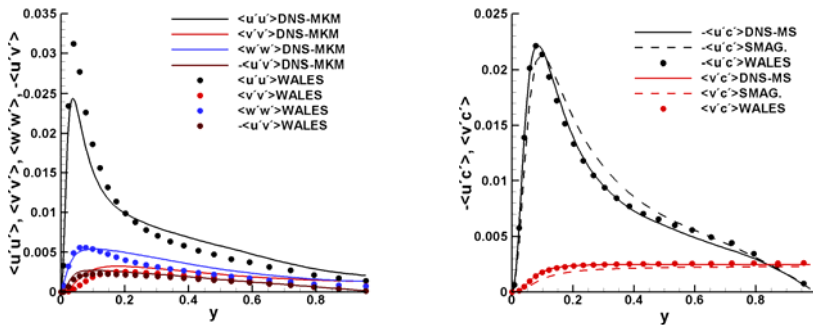 <u'u'>DNS-MKM
<v'v'>DNS-MKM
<w'w'>DNS-MKM
-<u'v'>DNS-MKM
<u'u'>WALES
<v'v'>WALES
<w'w'>WALES
-<u'v'>WALES
0.035
0.03
0.025
0.02
0.015
0.01
0.005
0
0 0.2 0.4 0.6 0.8
y
<u'u'>, <v'v'>, <w'w'>, -<u'v'>
-<u'c'>DNS-MS
-<u'c'>SMAG.
-<u'c'>WALES
<v'c'>DNS-MS
<v'c'>SMAG.
<v'c'>WALES
0.025
0.02
0.015
0.01
0.005
0
0 0.2 0.4 0.6 0.8
y
-<u'c'>, <v'c'>